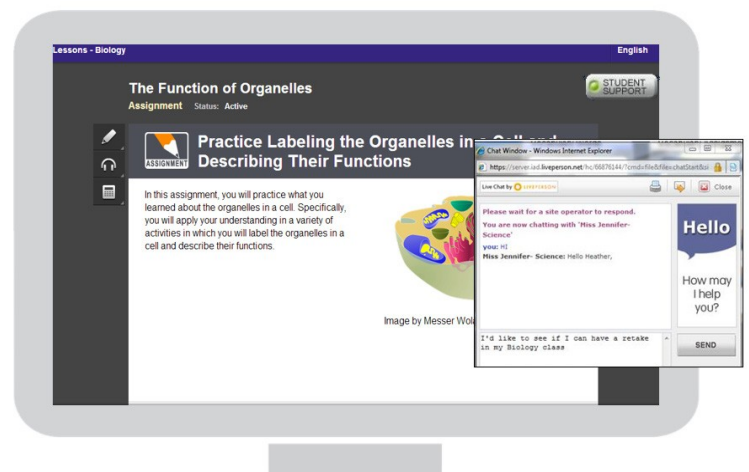 Lessons - Biology
English
The Function of Organelles
Assignment Status: Active
STUDENT
SUPPORT
ASSIGNMENT
Practice Labeling the Organelles in a Cell and
Describing Their Functions
In this assignment, you will practice what you
learned about the organelles in a cell. Specifically,
you will apply your understanding in a variety of
activities in which you will label the organelles in a
cell and describe their functions.
Image by Messer
Chat Window - Windows Internet Explorer
Live Chat by LIVEPERSON
Close
Please wait for a site operator to respond.
You are now chatting with 'Miss Jennifer-
Science'
you: HI
Miss Jennifer- Science: Hello Heather,
Hello
How may
I help
you?
I'd like to see if I can have a retake
in my Biology class
SEND